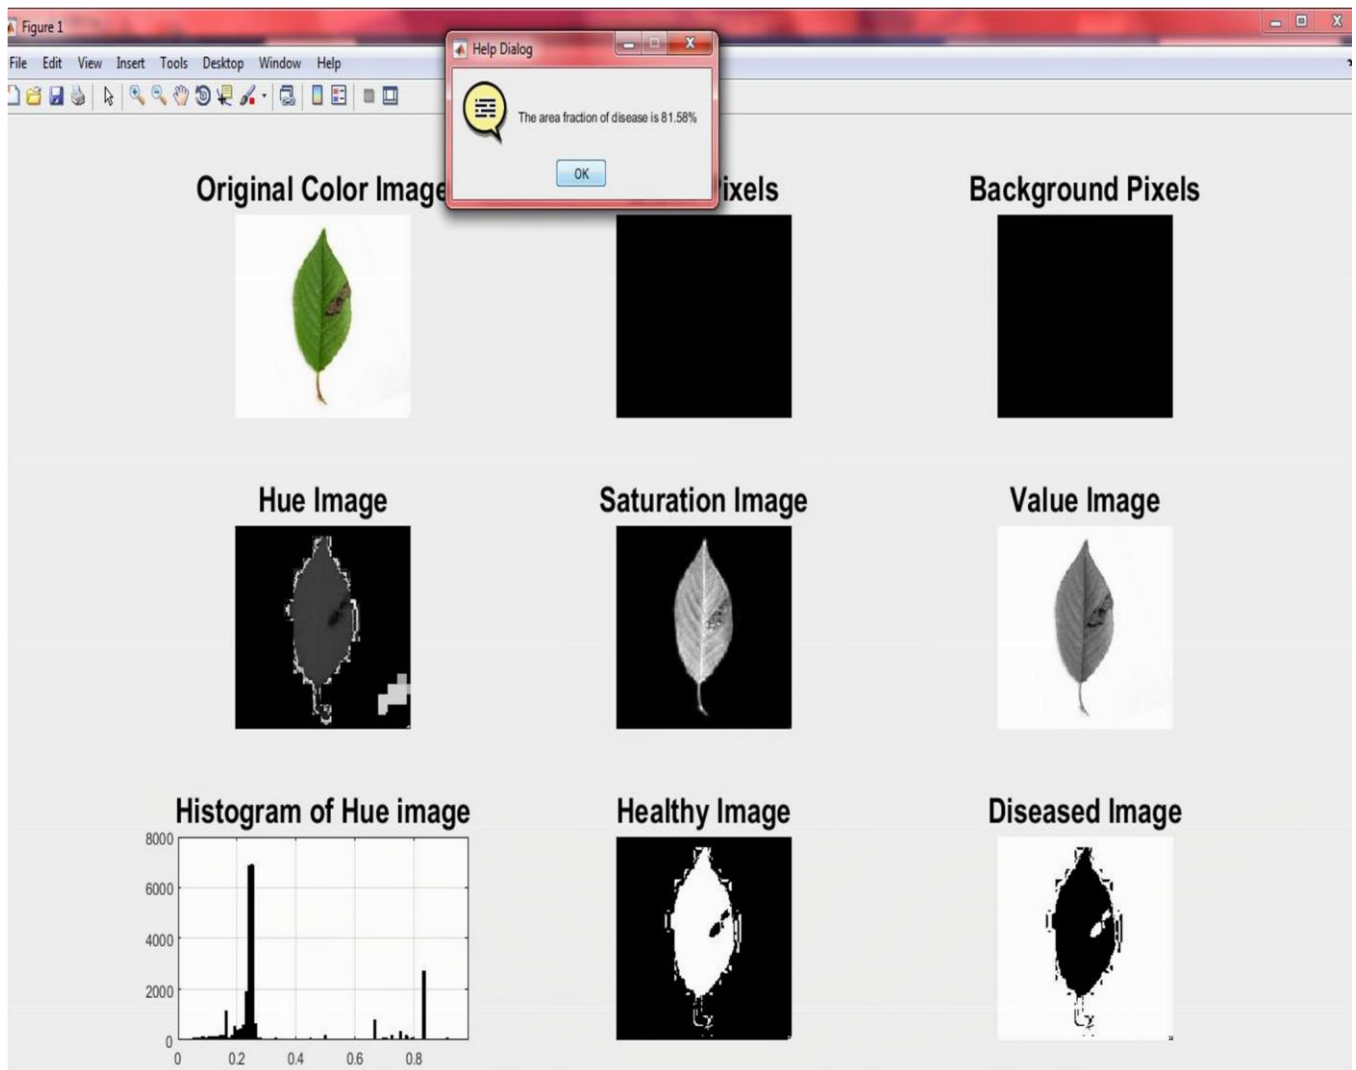 Figure 1
Help Dialog
File Edit View Insert Tools Desktop Window Help
The area fraction of disease is 81.58%
OK
Original Color Image
Background Pixels
Hue Image
Saturation Image
Value Image
Histogram of Hue image
Healthy Image
Diseased Image
8000
6000
4000
2000
0
0 0.2 0.4 0.6 0.8